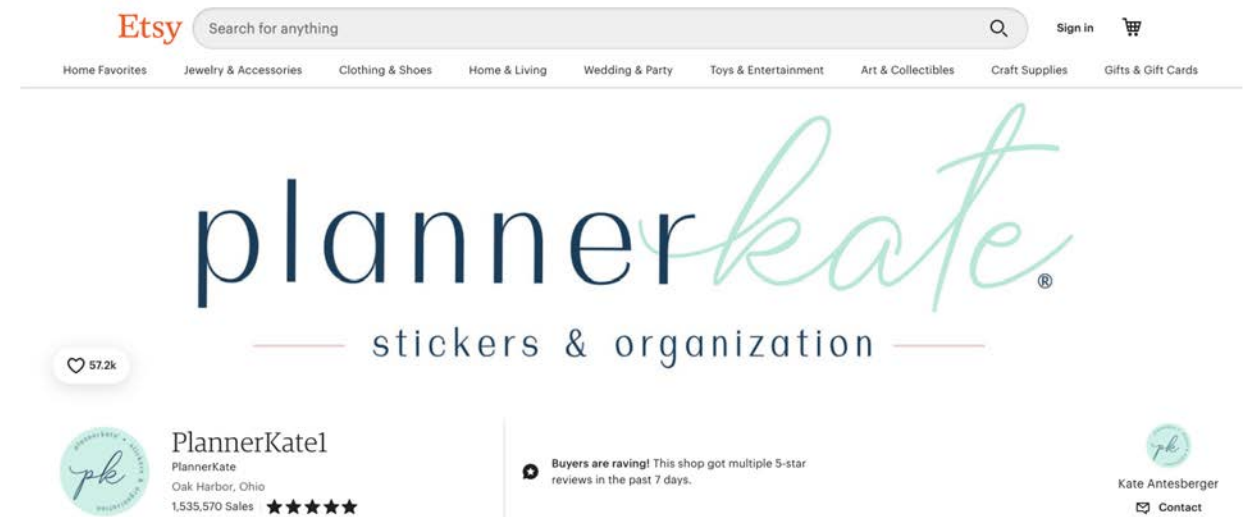 Etsy
Search for anything
Sign in
Home Favorites Jewelry & Accessories Clothing & Shoes Home & Living Wedding & Party Toys & Entertainment Art & Collectibles Craft Supplies Gifts & Gift Cards
plannerkate®
stickers & organization
57.2k
pk
PlannerKate1
PlannerKate
Oak Harbor, Ohio
1,535,570 Sales
Buyers are raving! This shop got multiple 5-star
reviews in the past 7 days.
pk
Kate Antesberger
Contact